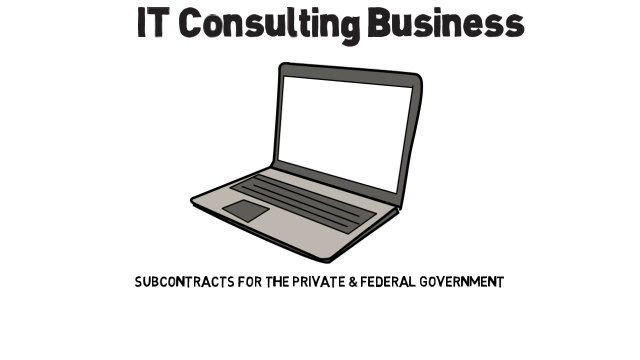 IT Consulting Business
SUBCONTRACTS FOR THE PRIVATE & FEDERAL GOVERNMENT